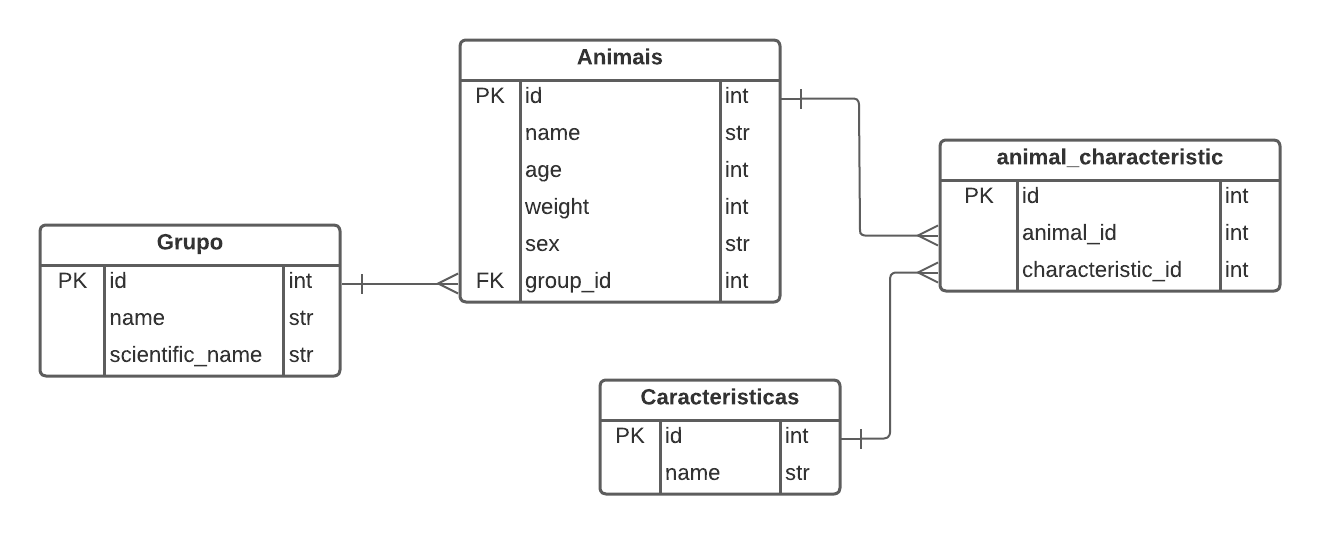 Animais
PK id int
name str
age int
weight int
sex str
FK group_id int
animal_characteristic
PK id int
animal_id int
characteristic_id int
Grupo
PK id int
name str
scientific_name str
Caracteristicas
PK id int
name str